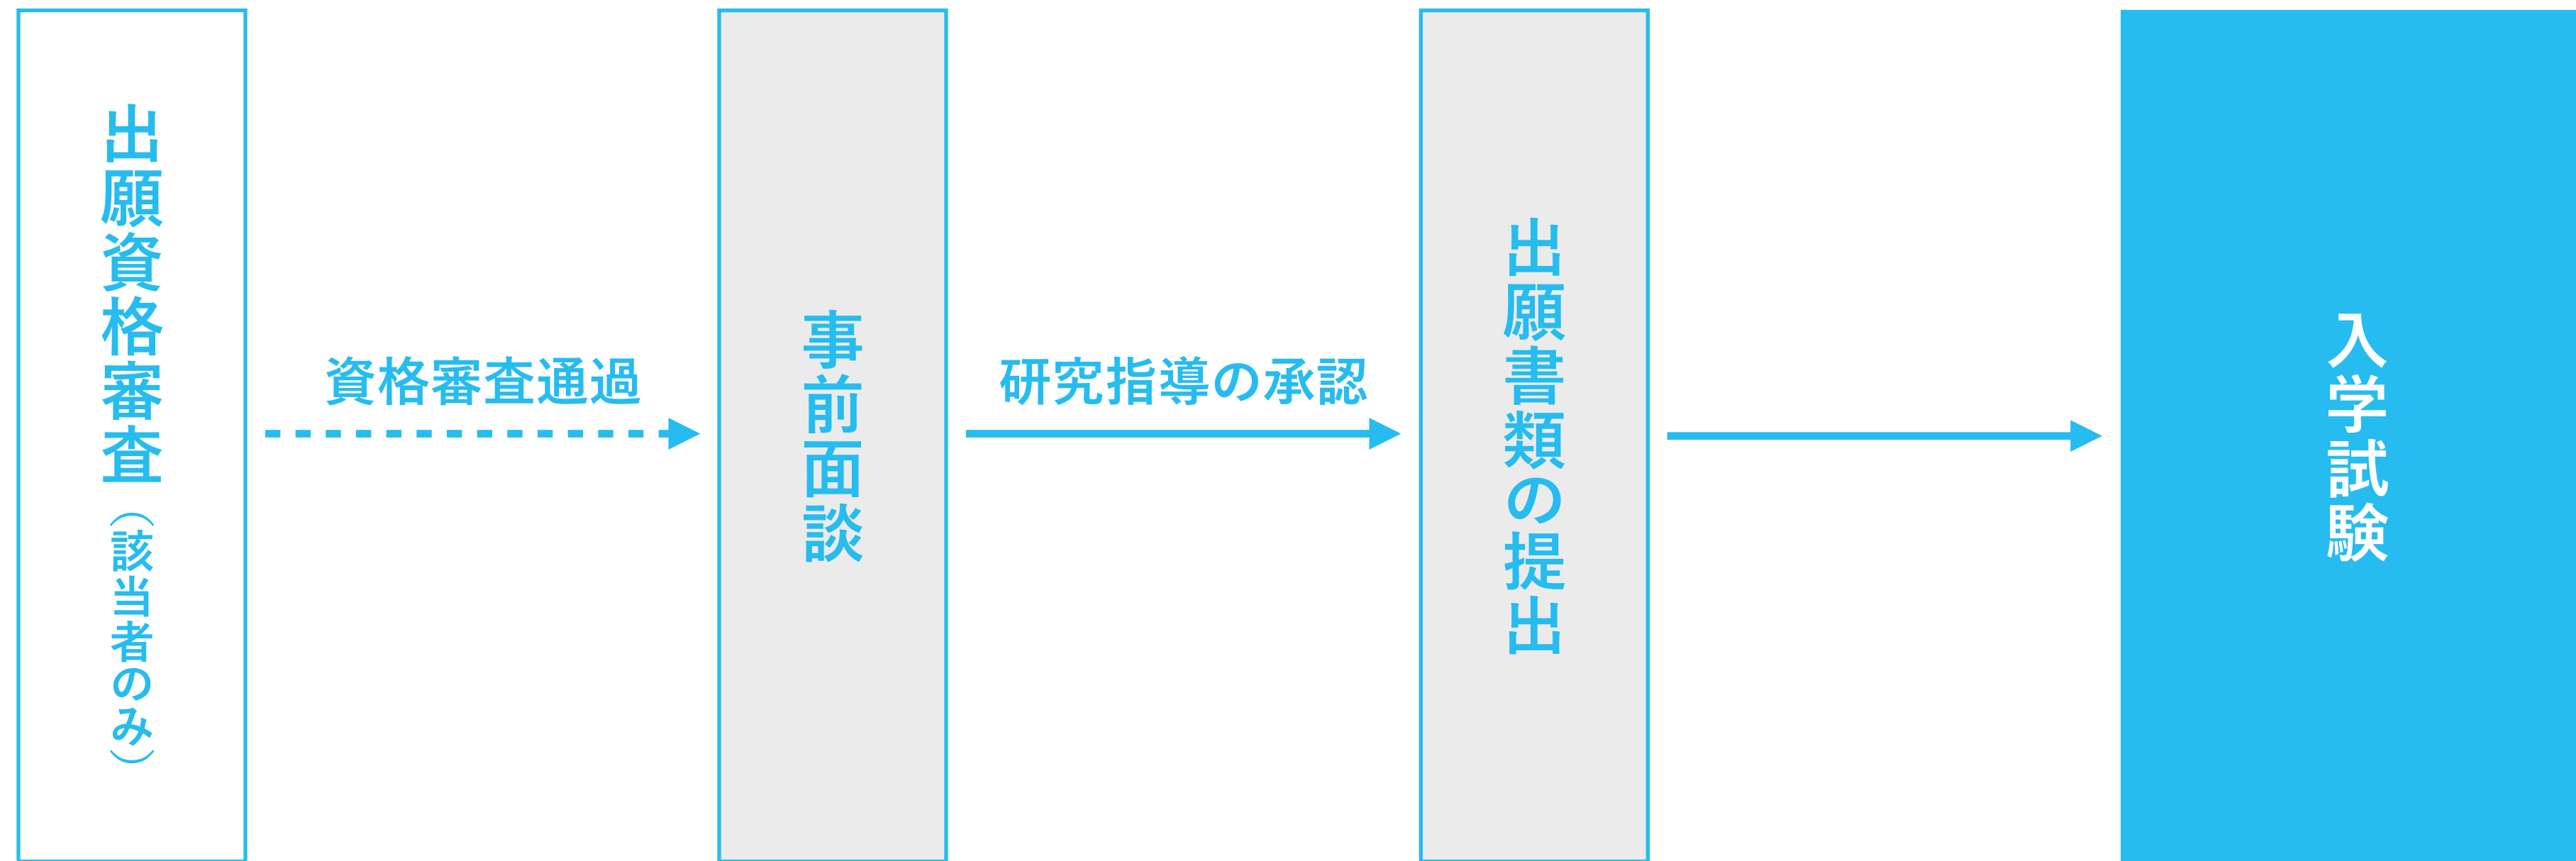 出願資格審査（該当者のみ）
資格審査通過
事前面談
研究指導の承認
出願書類の提出
入学試験